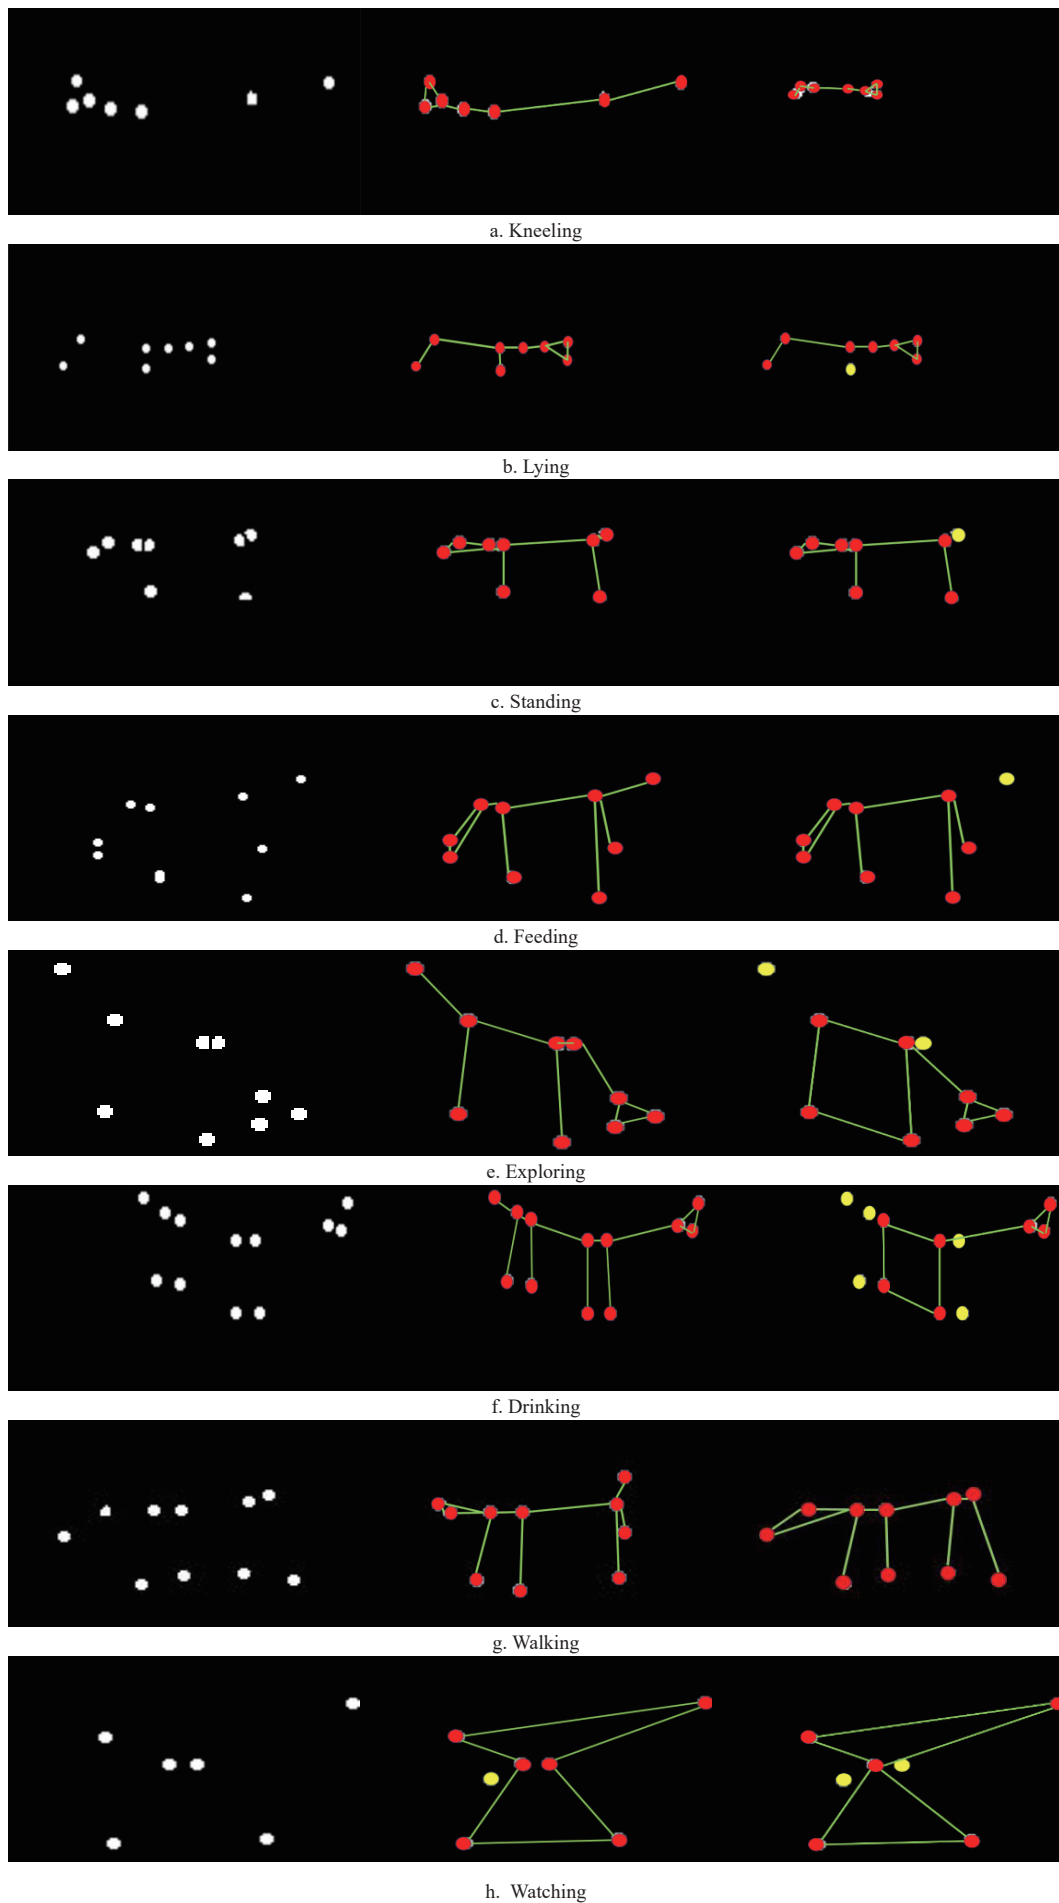 a. Kneeling
b. Lying
c. Standing
d. Feeding
e. Exploring
f. Drinking
g. Walking
h. Watching